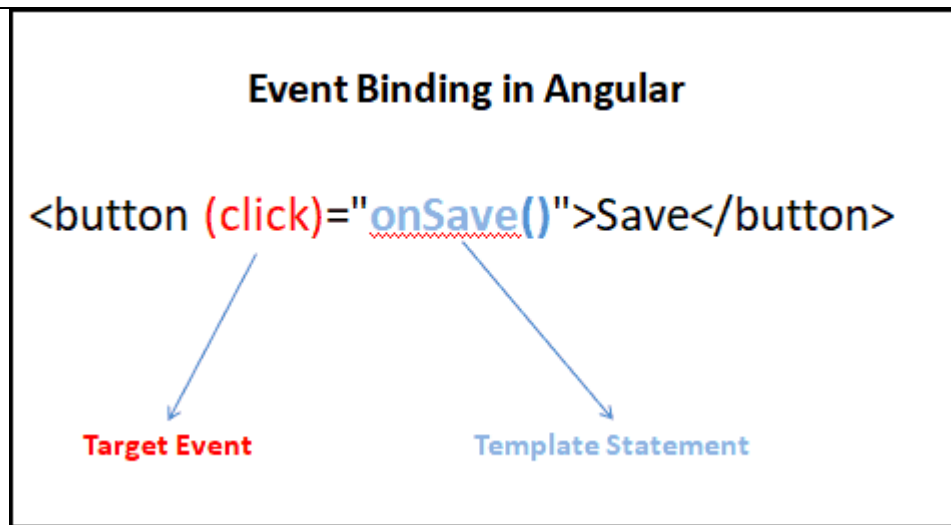 Event Binding in Angular
<button (click)="onSave()">Save</button>
Target Event
Template Statement